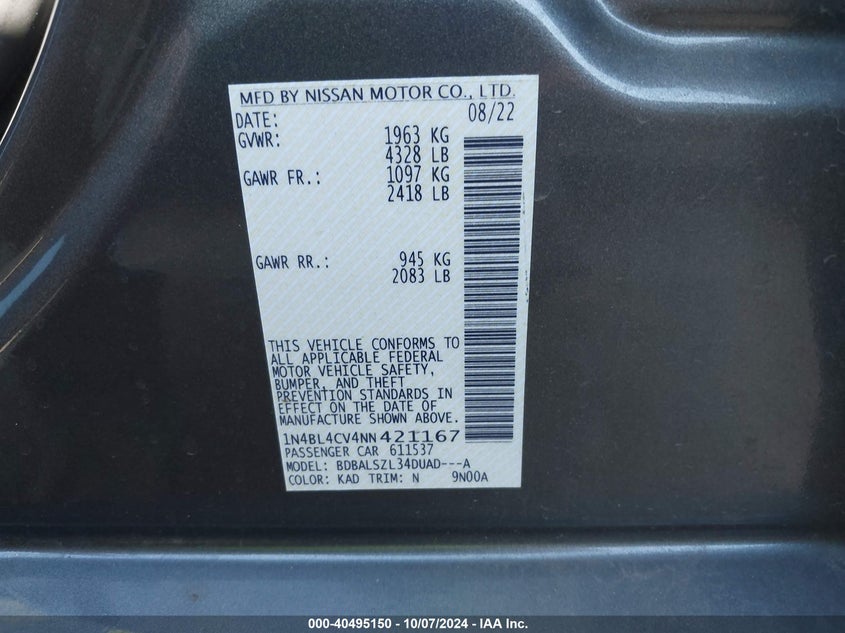 MFD BY NISSAN MOTOR CO., LTD.
DATE: 08/22
GVWR: 1963 KG
4328 LB
GAWR FR.: 1097 KG
2418 LB
GAWR RR.: 945 KG
2083 LB
THIS VEHICLE CONFORMS TO
ALL APPLICABLE FEDERAL
MOTOR VEHICLE SAFETY,
BUMPER, AND THEFT
PREVENTION STANDARDS IN
EFFECT ON THE DATE OF
MANUFACTURE SHOWN ABOVE.
1N4BL4CV4NN421167
PASSENGER CAR 611537
MODEL: BDBALSZL34DUAD---A
COLOR: KAD TRIM: N 9N00A
000-40495150 - 10/07/2024 - IAA Inc.